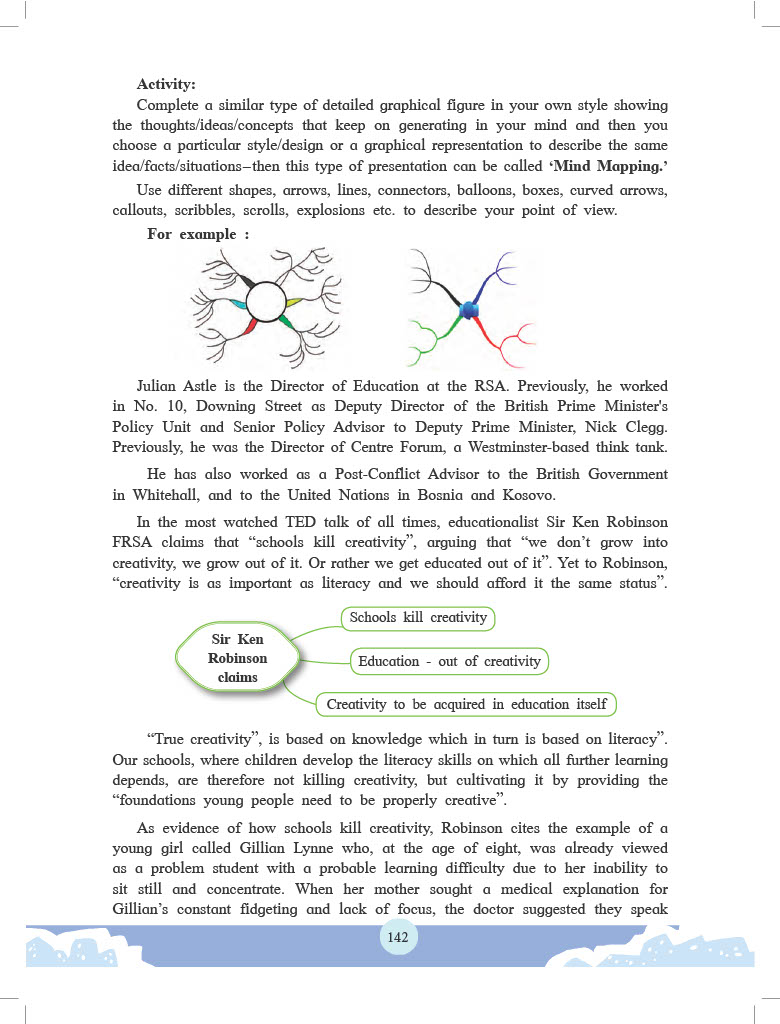 Activity:
Complete a similar type of detailed graphical figure in your own style showing
the thoughts/ideas/concepts that keep on generating in your mind and then you
choose a particular style/design or a graphical representation to describe the same
idea/facts/situations–then this type of presentation can be called ‘Mind Mapping.’
Use different shapes, arrows, lines, connectors, balloons, boxes, curved arrows,
callouts, scribbles, scrolls, explosions etc. to describe your point of view.
For example :
Julian Astle is the Director of Education at the RSA. Previously, he worked
in No. 10, Downing Street as Deputy Director of the British Prime Minister's
Policy Unit and Senior Policy Advisor to Deputy Prime Minister, Nick Clegg.
Previously, he was the Director of Centre Forum, a Westminster-based think tank.
He has also worked as a Post-Conflict Advisor to the British Government
in Whitehall, and to the United Nations in Bosnia and Kosovo.
In the most watched TED talk of all times, educationalist Sir Ken Robinson
FRSA claims that “schools kill creativity”, arguing that “we don’t grow into
creativity, we grow out of it. Or rather we get educated out of it”. Yet to Robinson,
“creativity is as important as literacy and we should afford it the same status”.
Sir Ken
Robinson
claims
Schools kill creativity
Education - out of creativity
Creativity to be acquired in education itself
“True creativity”, is based on knowledge which in turn is based on literacy”.
Our schools, where children develop the literacy skills on which all further learning
depends, are therefore not killing creativity, but cultivating it by providing the
“foundations young people need to be properly creative”.
As evidence of how schools kill creativity, Robinson cites the example of a
young girl called Gillian Lynne who, at the age of eight, was already viewed
as a problem student with a probable learning difficulty due to her inability to
sit still and concentrate. When her mother sought a medical explanation for
Gillian’s constant fidgeting and lack of focus, the doctor suggested they speak
142